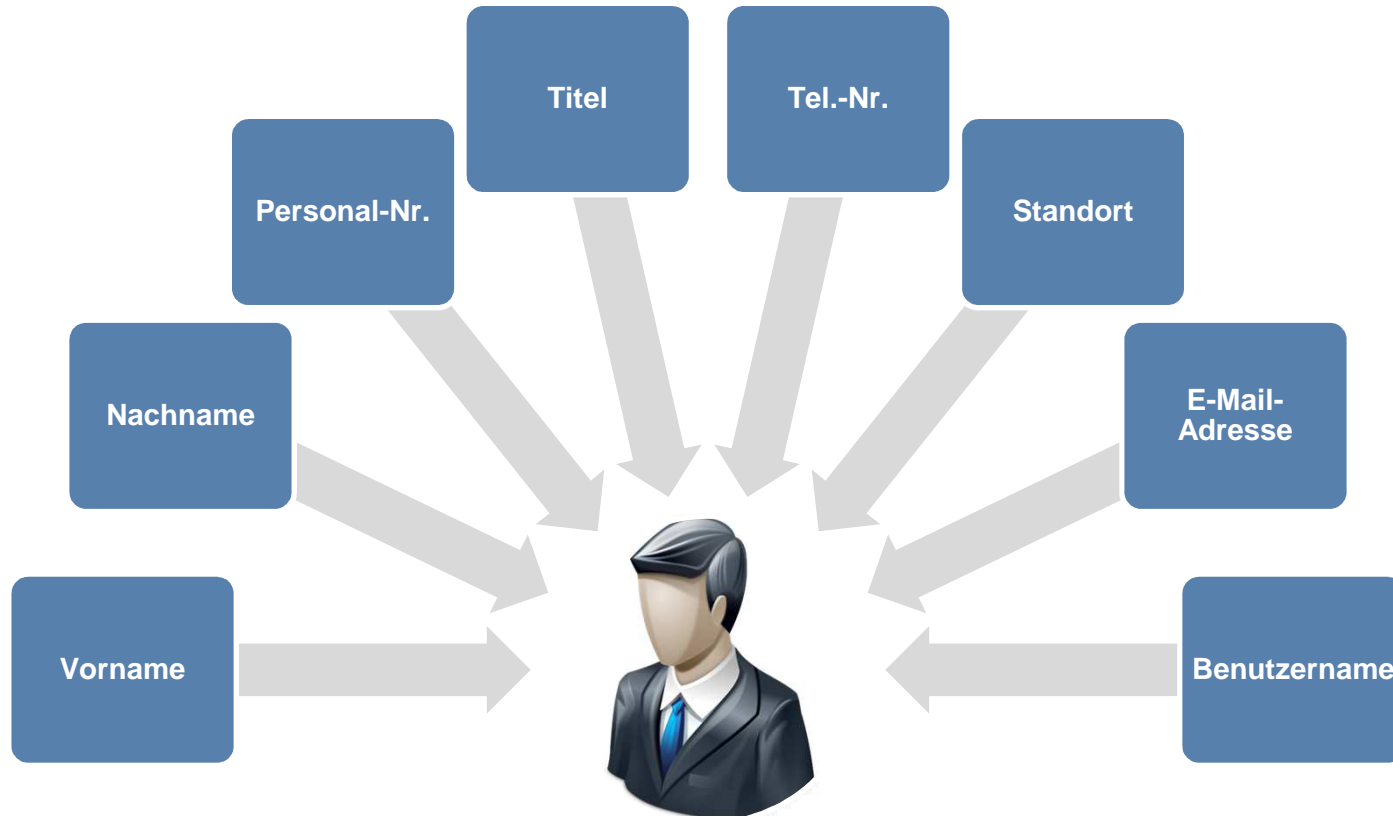 Titel
Tel.-Nr.
Personal-Nr.
Standort
Nachname
E-Mail-
Adresse
Vorname
Benutzername